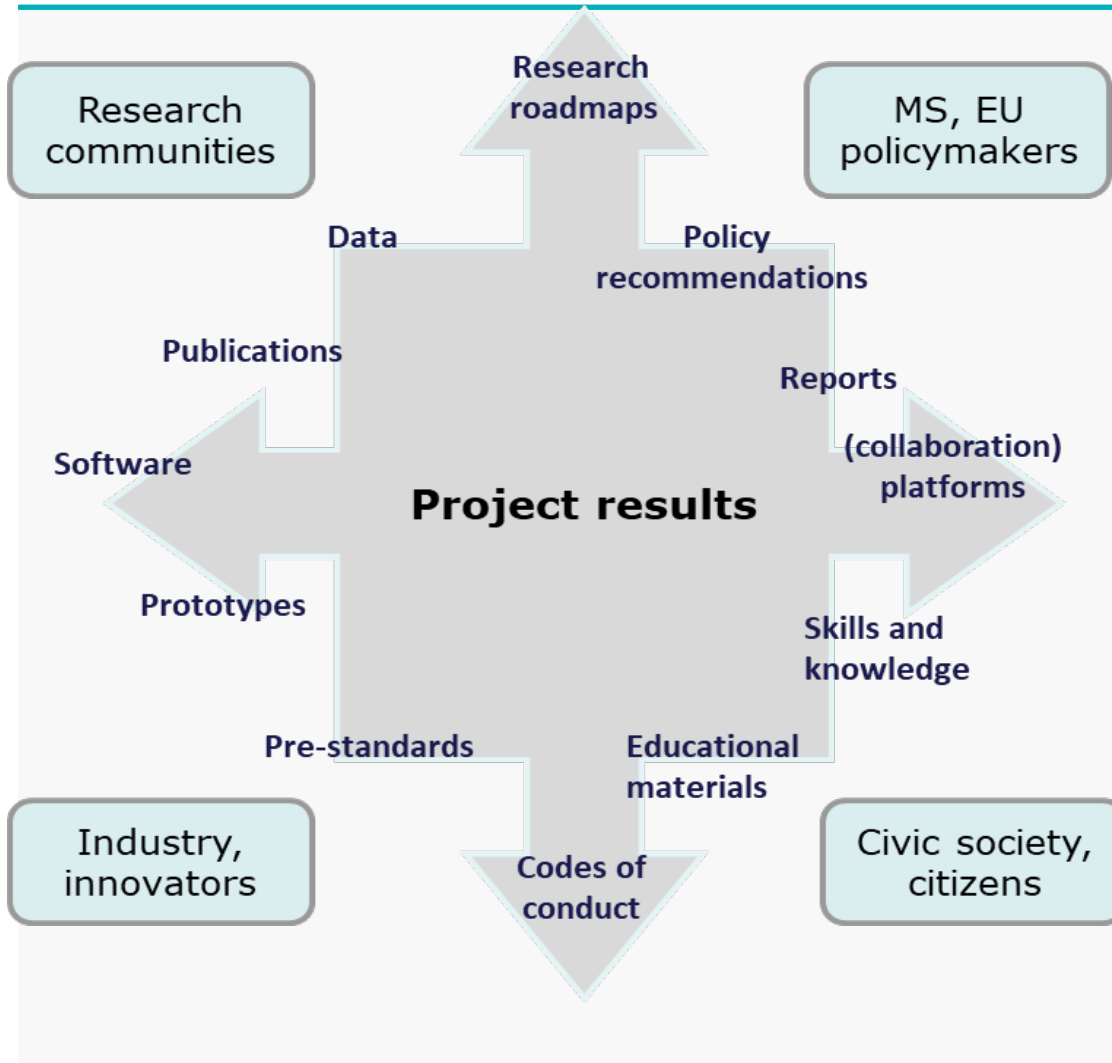 Research
roadmaps
Research
communities
MS, EU
policymakers
Data
Policy
recommendations
Publications
Reports
Software
(collaboration)
platforms
Project results
Prototypes
Skills and
knowledge
Pre-standards
Educational
materials
Industry,
innovators
Civic society,
citizens
Codes of
conduct